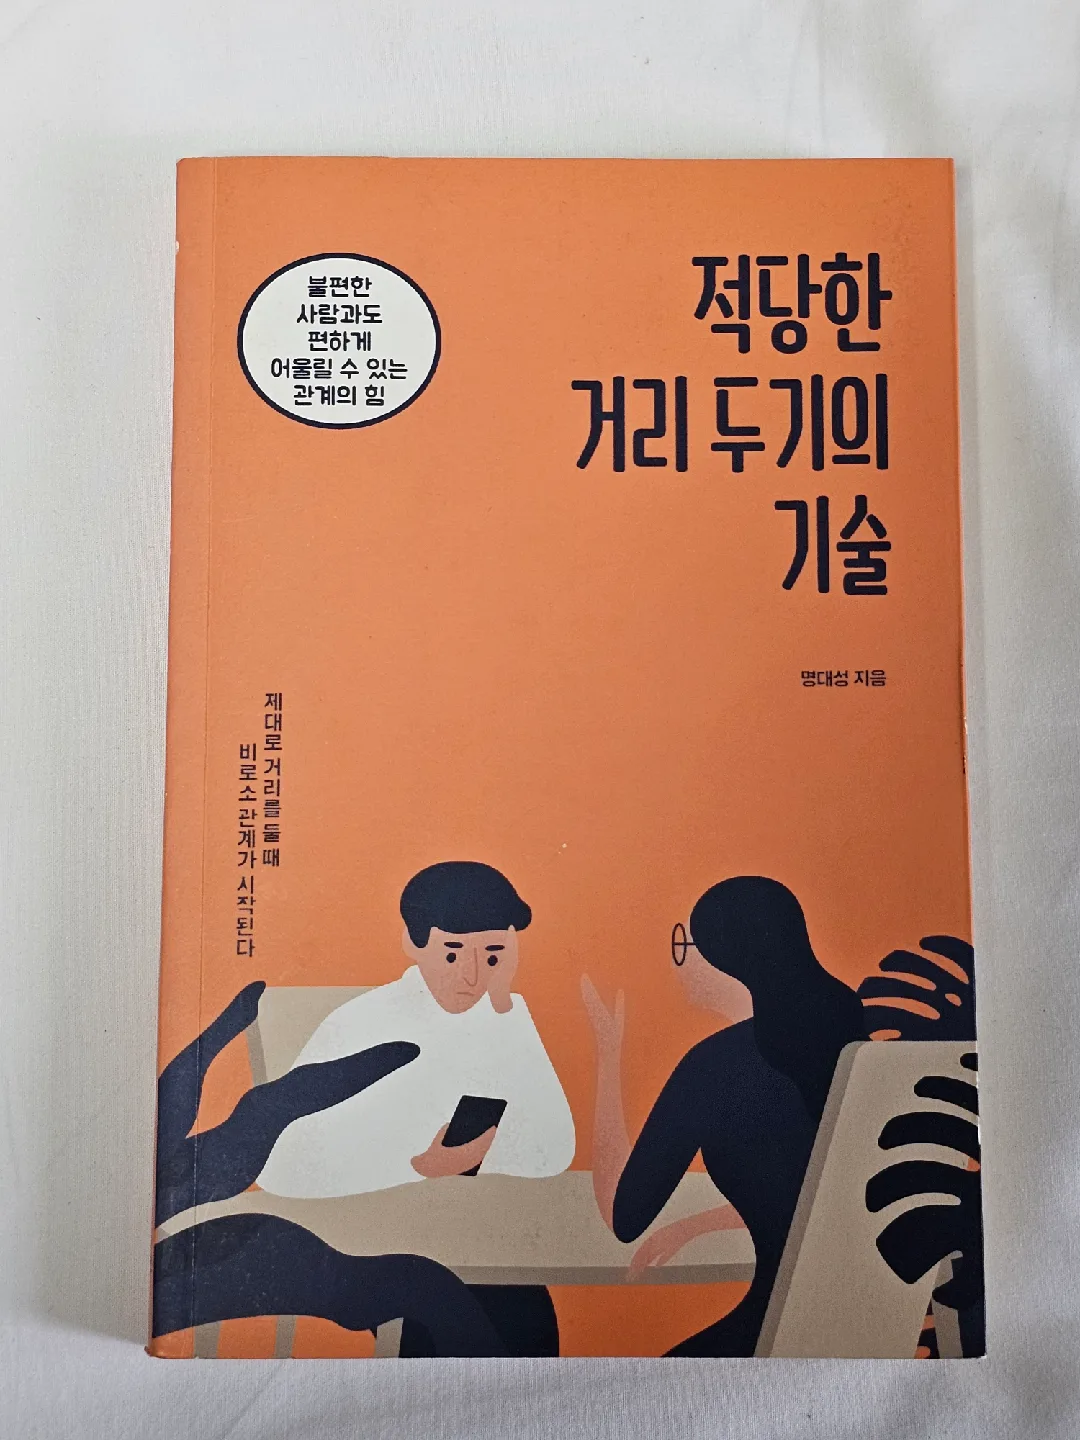 불편한
사람과도
편하게
어울릴 수 있는
관계의 힘
적당한
거리 두기의
기술
명대성 지음
제대로 거리를 둘 때
비로소 관계가 시작된다